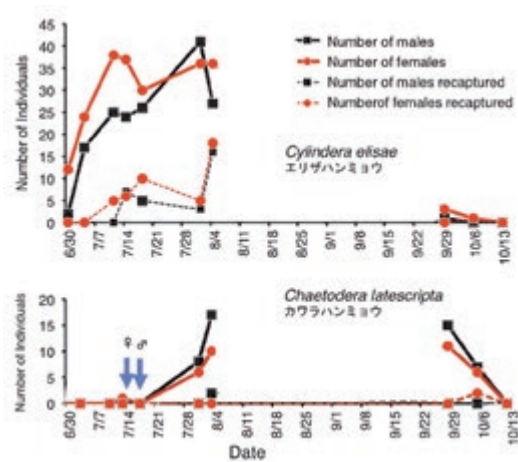 45
40
35
30
25
20
15
10
5
0
Number of Individuals
Number of males
Number of females
Number of males recaptured
Numberof females recaptured
Cylindera elisae
エリザハンミョウ
6/30 7/7 7/14 7/21 7/28 8/4 8/11 8/18 8/25 9/1 9/8 9/15 9/22 9/29 10/6 10/13
20
15
10
5
0
Number of Individuals
Chaetodera latescripta
カワラハンミョウ
♀ ♂
6/30 7/7 7/14 7/21 7/28 8/4 8/11 8/18 8/25 9/1 9/8 9/15 9/22 9/29 10/6 10/13
Date